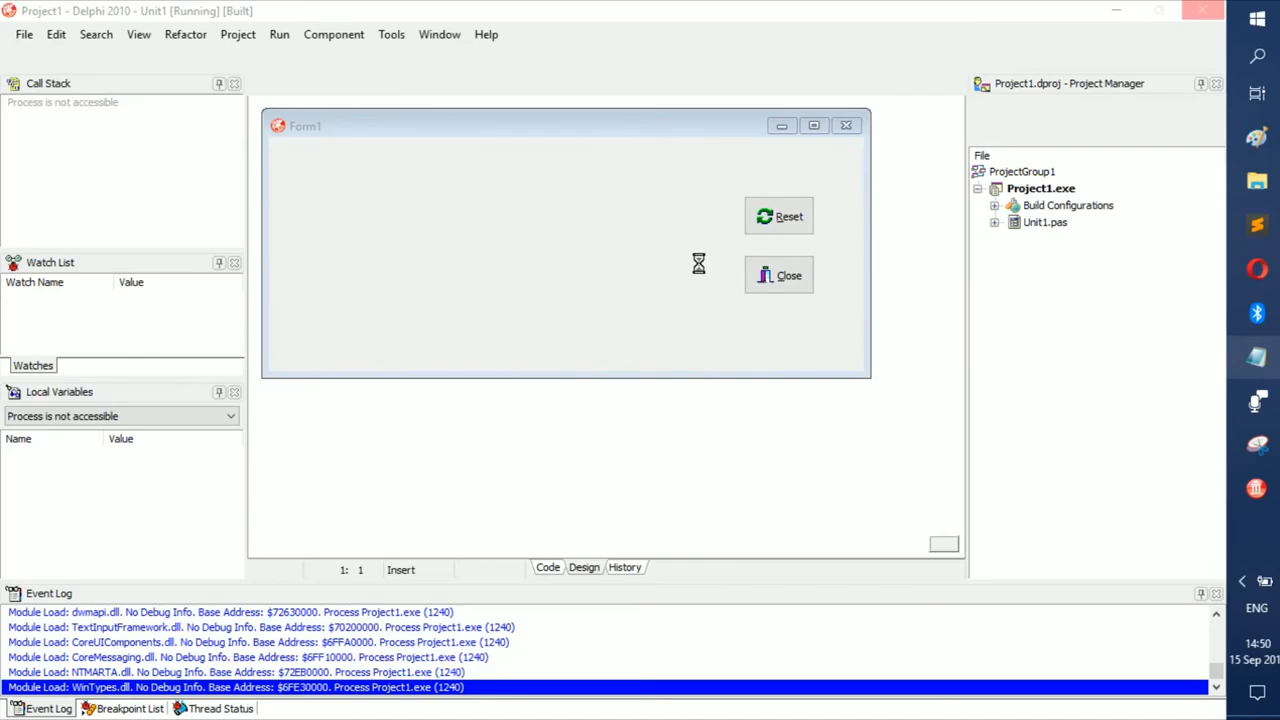 Project1 - Delphi 2010 - Unit1 [Running] [Built]
File Edit Search View Refactor Project Run Component Tools Window Help
Call Stack
Process is not accessible
Watch List
Watch Name Value
Watches
Local Variables
Process is not accessible
Name Value
Form1
Reset
Close
1: 1 Insert
Code Design History
Project1.dproj - Project Manager
File
ProjectGroup1
Project1.exe
Build Configurations
Unit1.pas
Event Log
Module Load: dwmapi.dll. No Debug Info. Base Address: $72630000. Process Project1.exe (1240)
Module Load: TextInputFramework.dll. No Debug Info. Base Address: $70200000. Process Project1.exe (1240)
Module Load: CoreUIComponents.dll. No Debug Info. Base Address: $6FFA0000. Process Project1.exe (1240)
Module Load: CoreMessaging.dll. No Debug Info. Base Address: $6FF10000. Process Project1.exe (1240)
Module Load: NTMARTA.dll. No Debug Info. Base Address: $72EB0000. Process Project1.exe (1240)
Module Load: WinTypes.dll. No Debug Info. Base Address: $6FE30000. Process Project1.exe (1240)
Event Log Breakpoint List Thread Status
ENG
14:50
15 Sep 201